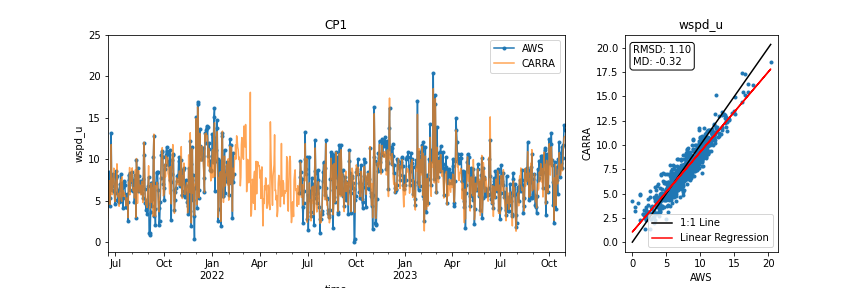 CP1
wspd_u
25
20
15
10
5
0
wspd_u
AWS
CARRA
Jul
Oct
Jan
2022
Apr
Jul
Oct
Jan
2023
Apr
Jul
Oct
time
wspd_u
20.0
17.5
15.0
12.5
10.0
7.5
5.0
2.5
0.0
CARRA
RMSD: 1.10
MD: -0.32
1:1 Line
Linear Regression
0
5
10
15
20
AWS